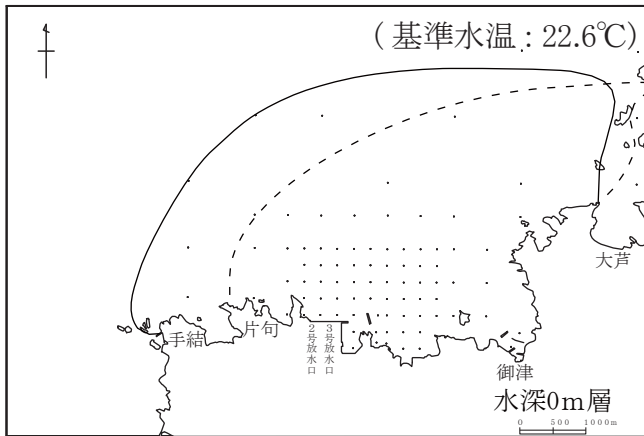 (基準水温:22.6℃)
大芦
手結
片句
2号放水口
3号放水口
御津
水深0m層
0 500 1000m